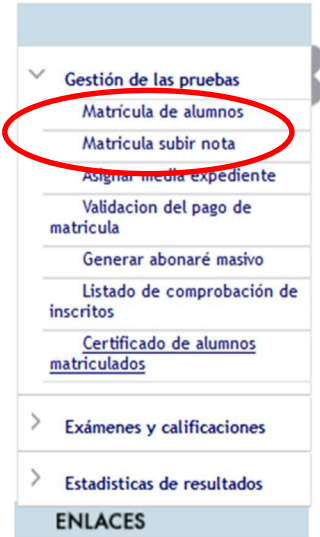 Gestión de las pruebas
Matrícula de alumnos
Matricula subir nota
Asignar media expediente
Validacion del pago de
matricula
Generar abonaré masivo
Listado de comprobación de
inscritos
Certificado de alumnos
matriculados
Exámenes y calificaciones
Estadisticas de resultados
ENLACES